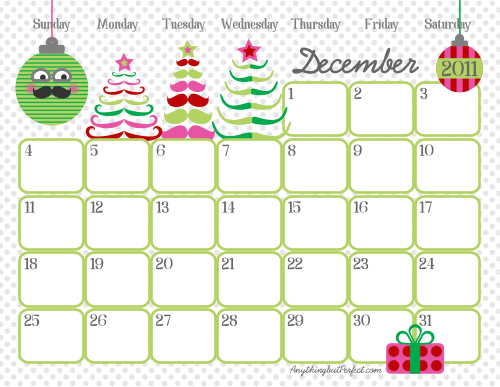 Sunday Monday Tuesday Wednesday Thursday Friday Saturday
December 2011
1 2 3
4 5 6 7 8 9 10
11 12 13 14 15 16 17
18 19 20 21 22 23 24
25 26 27 28 29 30 31
AnythingbutPerfect.com